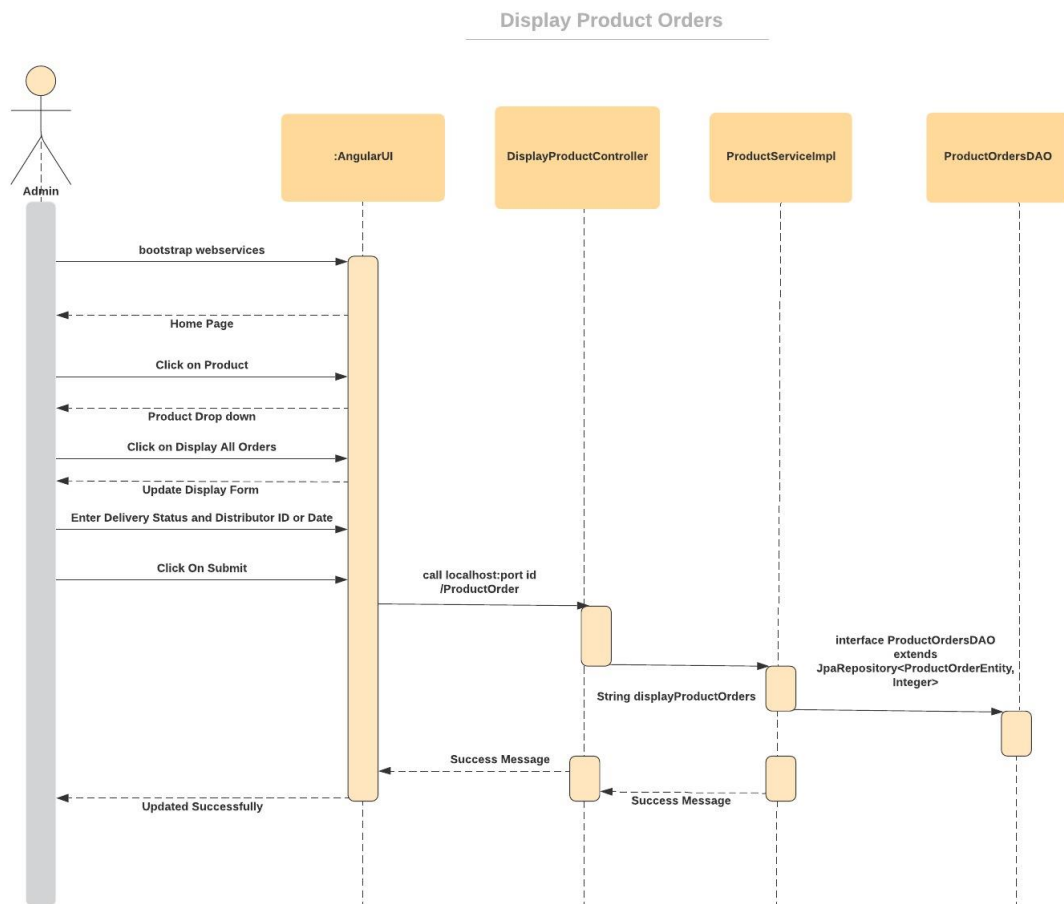 Display Product Orders
Admin
:AngularUI
DisplayProductController
ProductServiceImpl
ProductOrdersDAO
bootstrap webservices
Home Page
Click on Product
Product Drop down
Click on Display All Orders
Update Display Form
Enter Delivery Status and Distributor ID or Date
Click On Submit
call localhost:port id
/ProductOrder
String displayProductOrders
interface ProductOrdersDAO
extends
JpaRepository<ProductOrderEntity,
Integer>
Success Message
Success Message
Updated Successfully